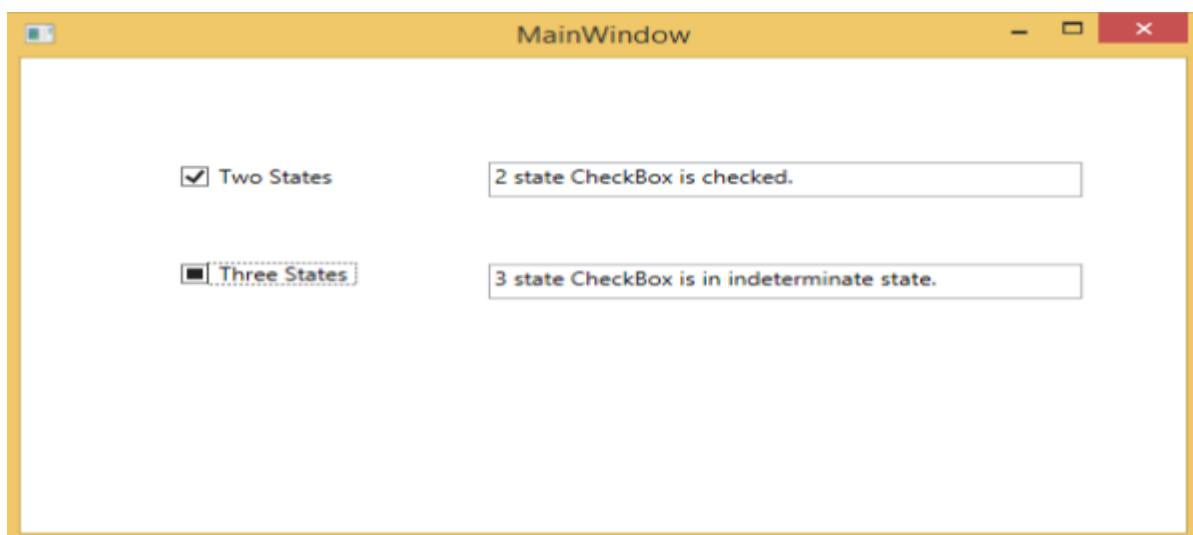 MainWindow
Two States
2 state CheckBox is checked.
Three States
3 state CheckBox is in indeterminate state.